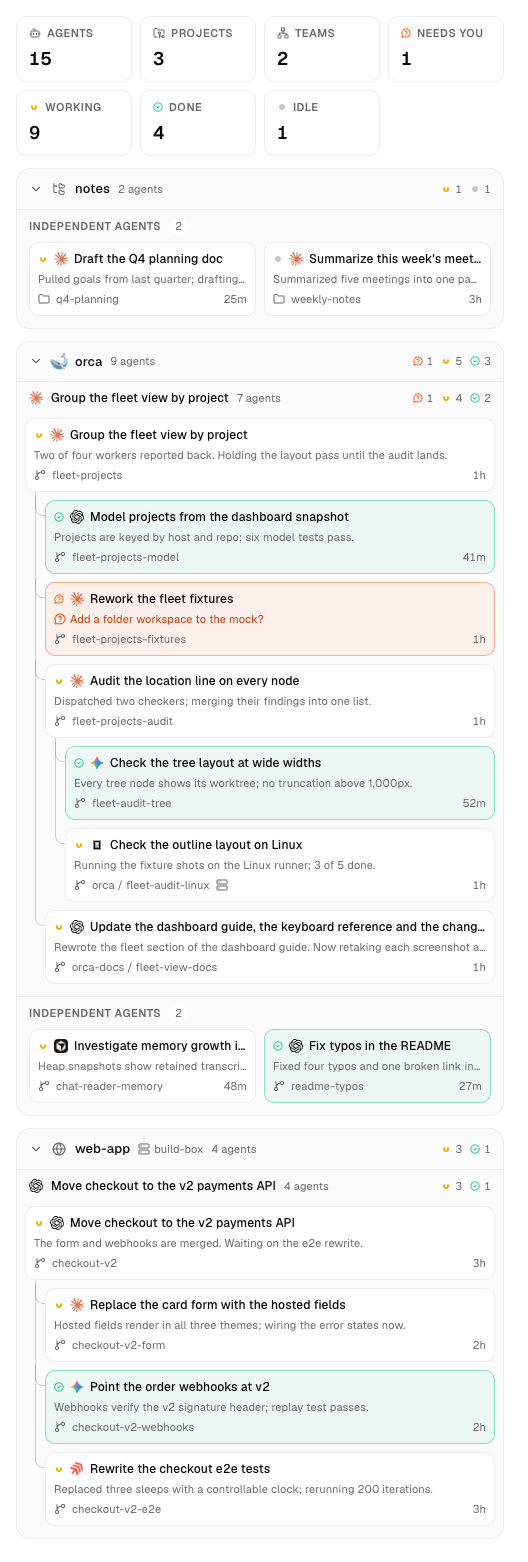 AGENTS
15
PROJECTS
3
TEAMS
2
NEEDS YOU
1
WORKING
9
DONE
4
IDLE
1
notes 2 agents 1 1
INDEPENDENT AGENTS 2
Draft the Q4 planning doc
Pulled goals from last quarter; drafting…
q4-planning 25m
Summarize this week's meet…
Summarized five meetings into one pa…
weekly-notes 3h
orca 9 agents 1 5 3
Group the fleet view by project 7 agents 1 4 2
Group the fleet view by project
Two of four workers reported back. Holding the layout pass until the audit lands.
fleet-projects 1h
Model projects from the dashboard snapshot
Projects are keyed by host and repo; six model tests pass.
fleet-projects-model 41m
Rework the fleet fixtures
Add a folder workspace to the mock?
fleet-projects-fixtures 1h
Audit the location line on every node
Dispatched two checkers; merging their findings into one list.
fleet-projects-audit 1h
Check the tree layout at wide widths
Every tree node shows its worktree; no truncation above 1,000px.
fleet-audit-tree 52m
Check the outline layout on Linux
Running the fixture shots on the Linux runner; 3 of 5 done.
orca / fleet-audit-linux 1h
Update the dashboard guide, the keyboard reference and the chang…
Rewrote the fleet section of the dashboard guide. Now retaking each screenshot a…
orca-docs / fleet-view-docs 1h
INDEPENDENT AGENTS 2
Investigate memory growth i…
Heap snapshots show retained transcri…
chat-reader-memory 48m
Fix typos in the README
Fixed four typos and one broken link in…
readme-typos 27m
web-app build-box 4 agents 3 1
Move checkout to the v2 payments API 4 agents 3 1
Move checkout to the v2 payments API
The form and webhooks are merged. Waiting on the e2e rewrite.
checkout-v2 3h
Replace the card form with the hosted fields
Hosted fields render in all three themes; wiring the error states now.
checkout-v2-form 2h
Point the order webhooks at v2
Webhooks verify the v2 signature header; replay test passes.
checkout-v2-webhooks 2h
Rewrite the checkout e2e tests
Replaced three sleeps with a controllable clock; rerunning 200 iterations.
checkout-v2-e2e 3h